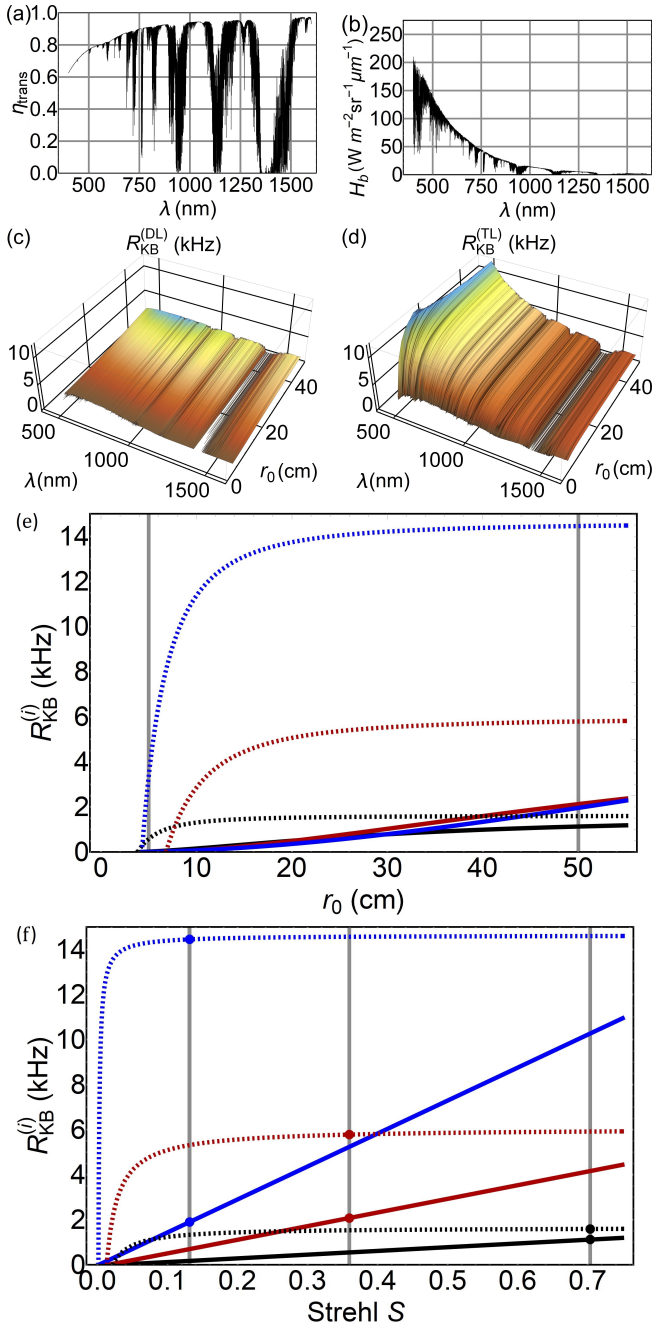 (a)
1.0
0.8
0.6
0.4
0.2
0.0
ηtrans
500 750 1000 1250 1500
λ (nm)
(b)
250
200
150
100
50
0
H_b (W m⁻² sr⁻¹ μm⁻¹)
500 750 1000 1250 1500
λ (nm)
(c)
R_KB^(DL) (kHz)
10
5
0
500
1000
1500
λ(nm)
0
20
40
r₀ (cm)
(d)
R_KB^(TL) (kHz)
10
5
0
500
1000
1500
λ(nm)
0
20
40
r₀ (cm)
(e)
14
12
10
8
6
4
2
0
R_KB^(i) (kHz)
0 10 20 30 40 50
r₀ (cm)
(f)
14
12
10
8
6
4
2
0
R_KB^(i) (kHz)
0.0 0.1 0.2 0.3 0.4 0.5 0.6 0.7
Strehl S